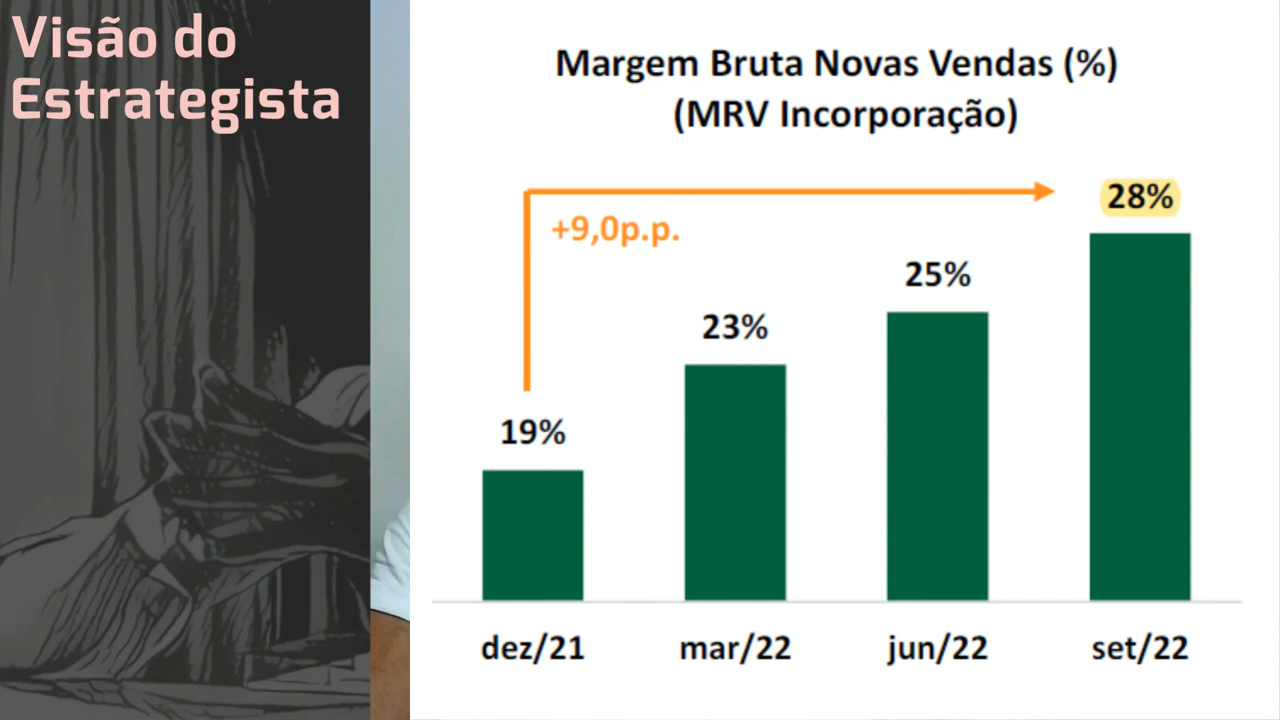 Visão do
Estrategista
Margem Bruta Novas Vendas (%)
(MRV Incorporação)
+9,0p.p.
19%
23%
25%
28%
dez/21
mar/22
jun/22
set/22